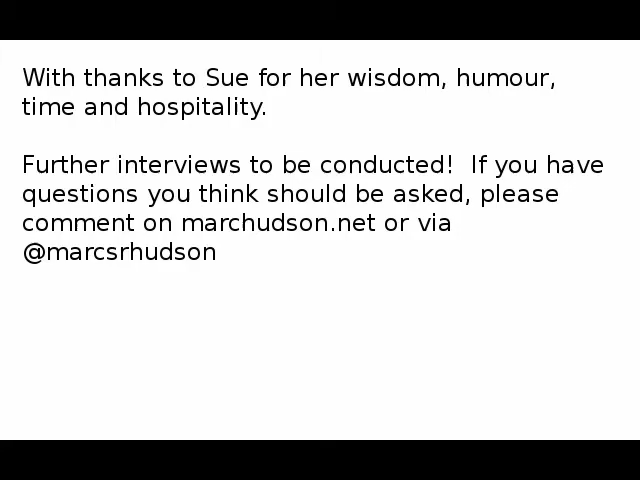 With thanks to Sue for her wisdom, humour,
time and hospitality.
Further interviews to be conducted!  If you have
questions you think should be asked, please
comment on marchudson.net or via
@marcsrhudson